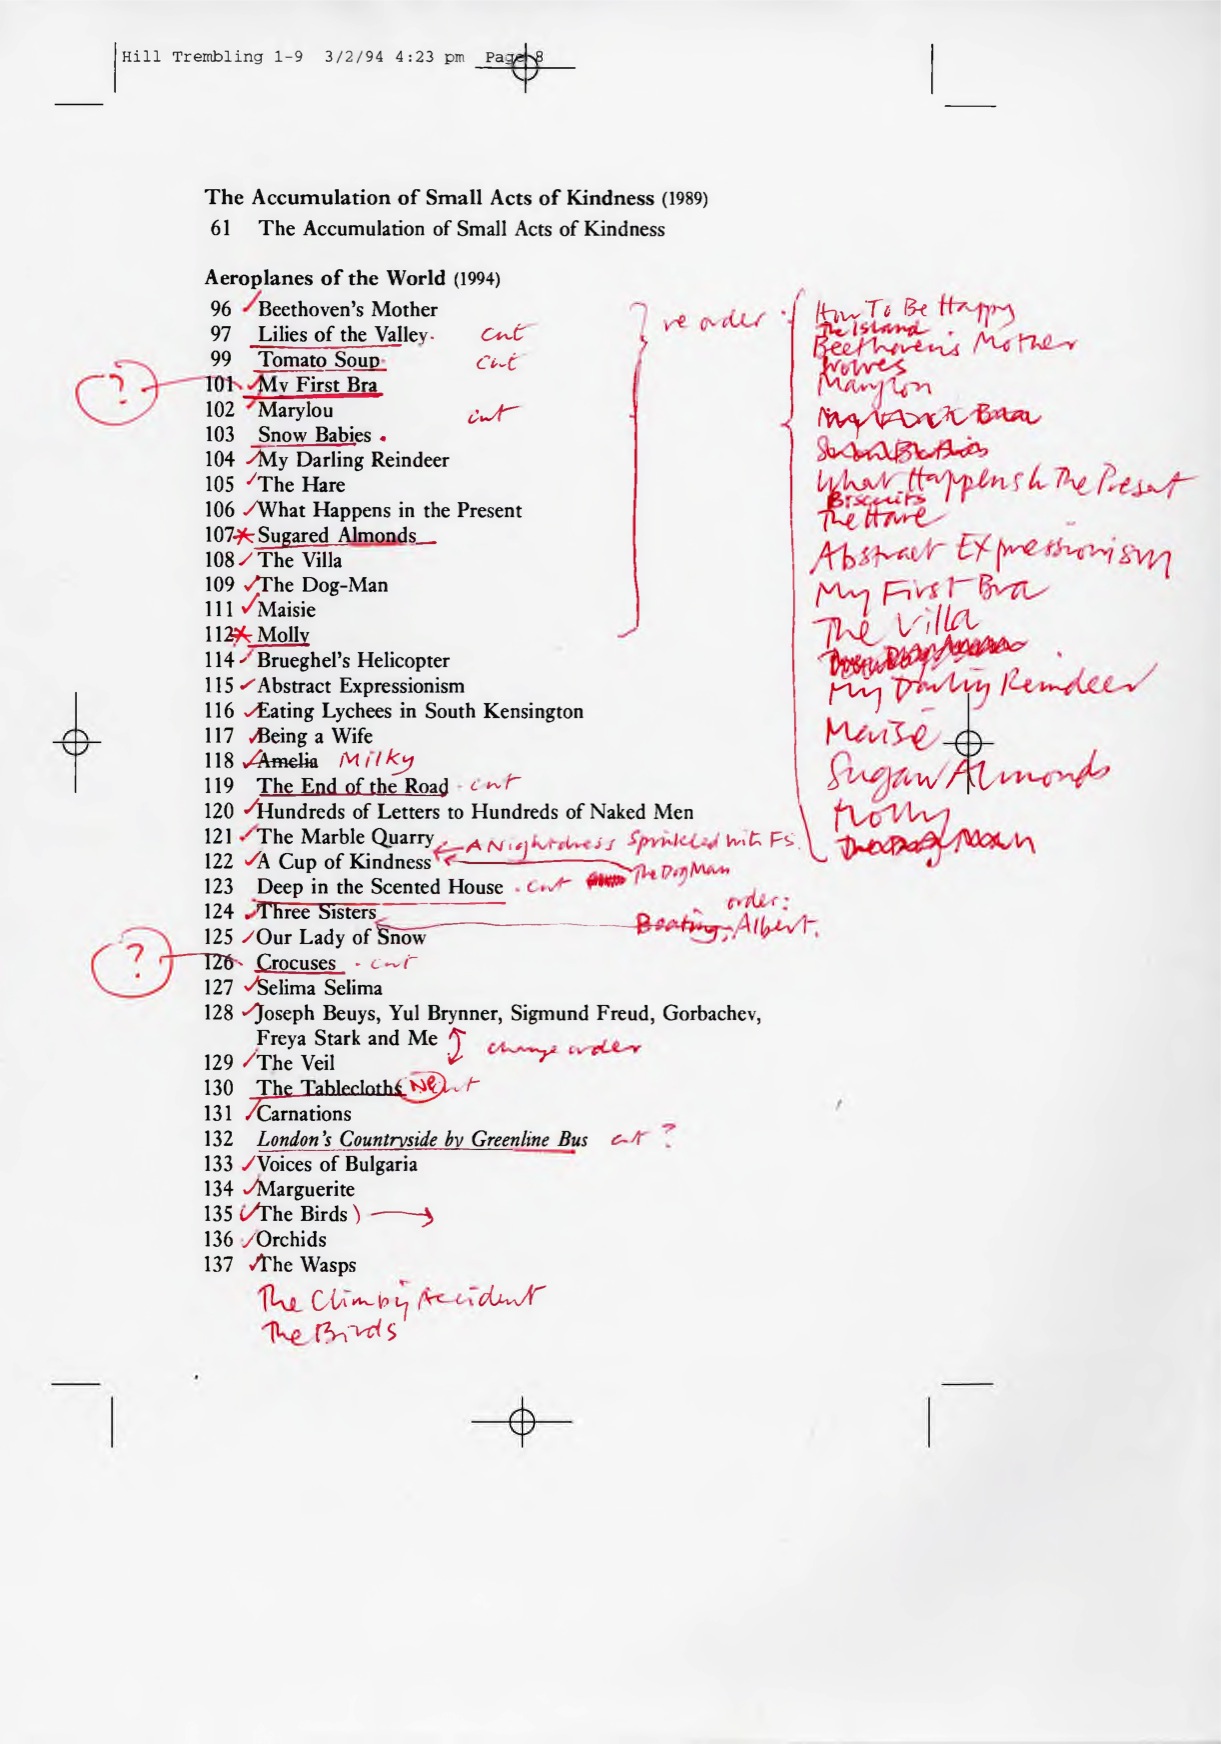 Hill Trembling 1-9 3/2/94 4:23 pm Page 8
The Accumulation of Small Acts of Kindness (1989)
61 The Accumulation of Small Acts of Kindness
Aeroplanes of the World (1994)
96 Beethoven's Mother
97 Lilies of the Valley. cut
99 Tomato Soup cut
? 101 My First Bra
102 Marylou cut
103 Snow Babies
104 My Darling Reindeer
105 The Hare
106 What Happens in the Present
107 Sugared Almonds
108 The Villa
109 The Dog-Man
111 Maisie
112 Molly
114 Brueghel's Helicopter
115 Abstract Expressionism
116 Eating Lychees in South Kensington
117 Being a Wife
118 Amelia Milky
119 The End of the Road cut
120 Hundreds of Letters to Hundreds of Naked Men
121 The Marble Quarry A Nightdress Sprinkled with Fs.
122 A Cup of Kindness The Dog Man
123 Deep in the Scented House cut
order:
124 Three Sisters Boating, Albert.
125 Our Lady of Snow
? 126 Crocuses cut
127 Selima Selima
128 Joseph Beuys, Yul Brynner, Sigmund Freud, Gorbachev,
Freya Stark and Me change order
129 The Veil
130 The Tablecloths No cut
131 Carnations
132 London's Countryside by Greenline Bus cut ?
133 Voices of Bulgaria
134 Marguerite
135 (The Birds)
136 Orchids
137 The Wasps
The Climbing Accident
The Birds
re order
How To Be Happy
The Island
Beethoven's Mother
Wolves
Marylou
My First Bra
Snow Babies
What Happens in the Present
Biscuits
The Hare
Abstract Expressionism
My First Bra
The Villa
My Darling Reindeer
Maisie
Sugar Almonds
Molly
The Dog Man